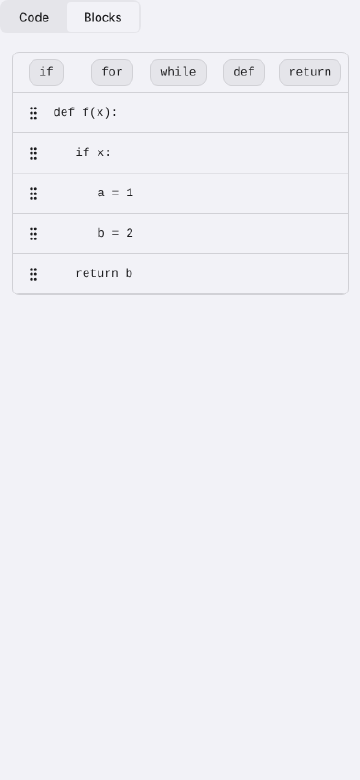 Code Blocks
if for while def return
def f(x):
if x:
a = 1
b = 2
return b